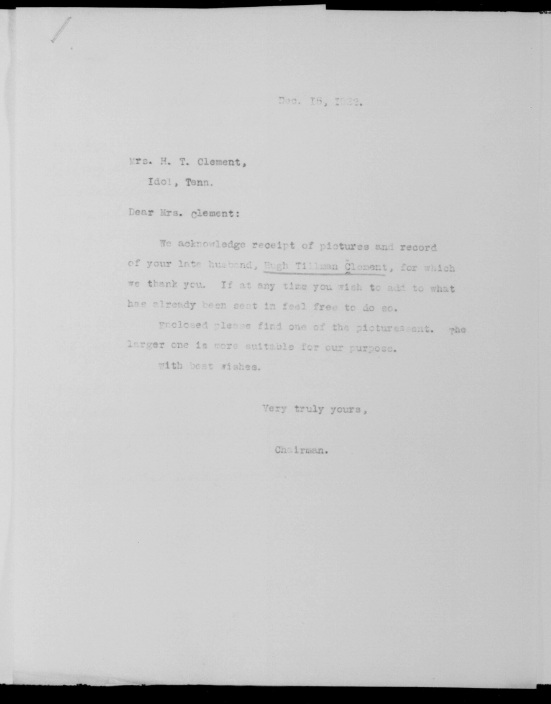 Dec. 18,
Mrs. H. T. Clement,
Idol, Tenn.
Dear Mrs. Clement:
We acknowledge receipt of pictures and record
of your late husband, Hugh Tillman Clement, for which
we thank you. If at any time you wish to add to what
has already been sent in feel free to do so.
Enclosed please find one of the pictures sent. The
larger one is more suitable for our purpose.
With best wishes.
Very truly yours,
Chairman.